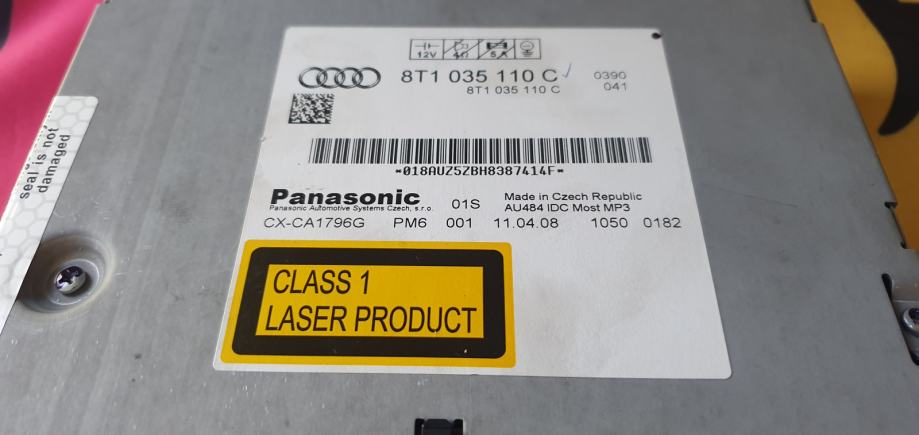 12V 4Ω 5A
8T1 035 110 C 0390
8T1 035 110 C 041
*018AUZ5ZBH8387414F*
Panasonic 01S Made in Czech Republic
Panasonic Automotive Systems Czech, s.r.o. AU484 IDC Most MP3
CX-CA1796G PM6 001 11.04.08 1050 0182
CLASS 1
LASER PRODUCT
seal is not
damaged